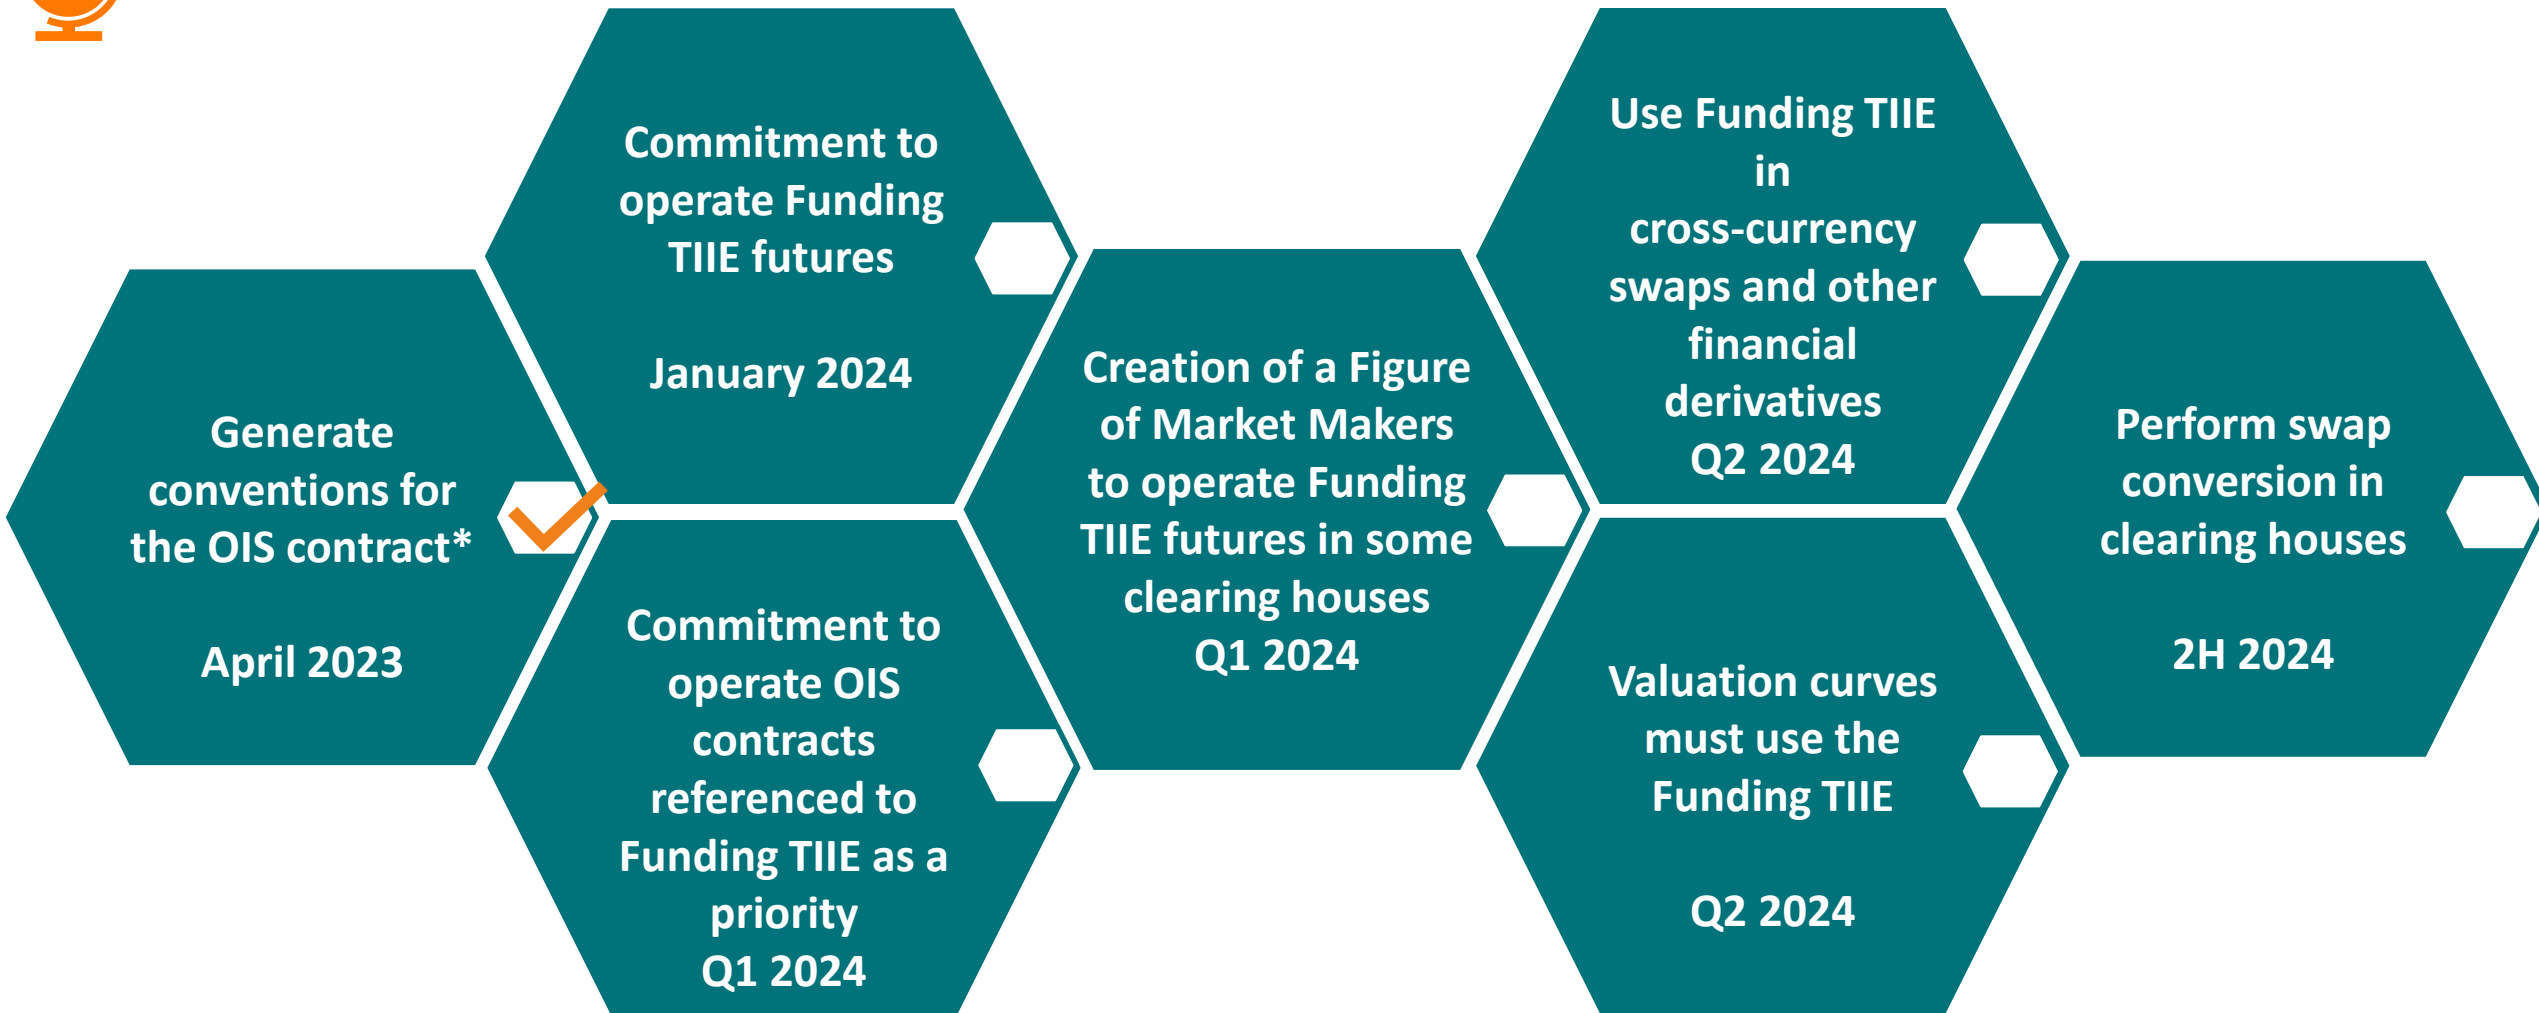 Generate
conventions for
the OIS contract*
April 2023
Commitment to
operate Funding
TIIE futures
January 2024
Commitment to
operate OIS
contracts
referenced to
Funding TIIE as a
priority
Q1 2024
Creation of a Figure
of Market Makers
to operate Funding
TIIE futures in some
clearing houses
Q1 2024
Use Funding TIIE
in
cross-currency
swaps and other
financial
derivatives
Q2 2024
Valuation curves
must use the
Funding TIIE
Q2 2024
Perform swap
conversion in
clearing houses
2H 2024